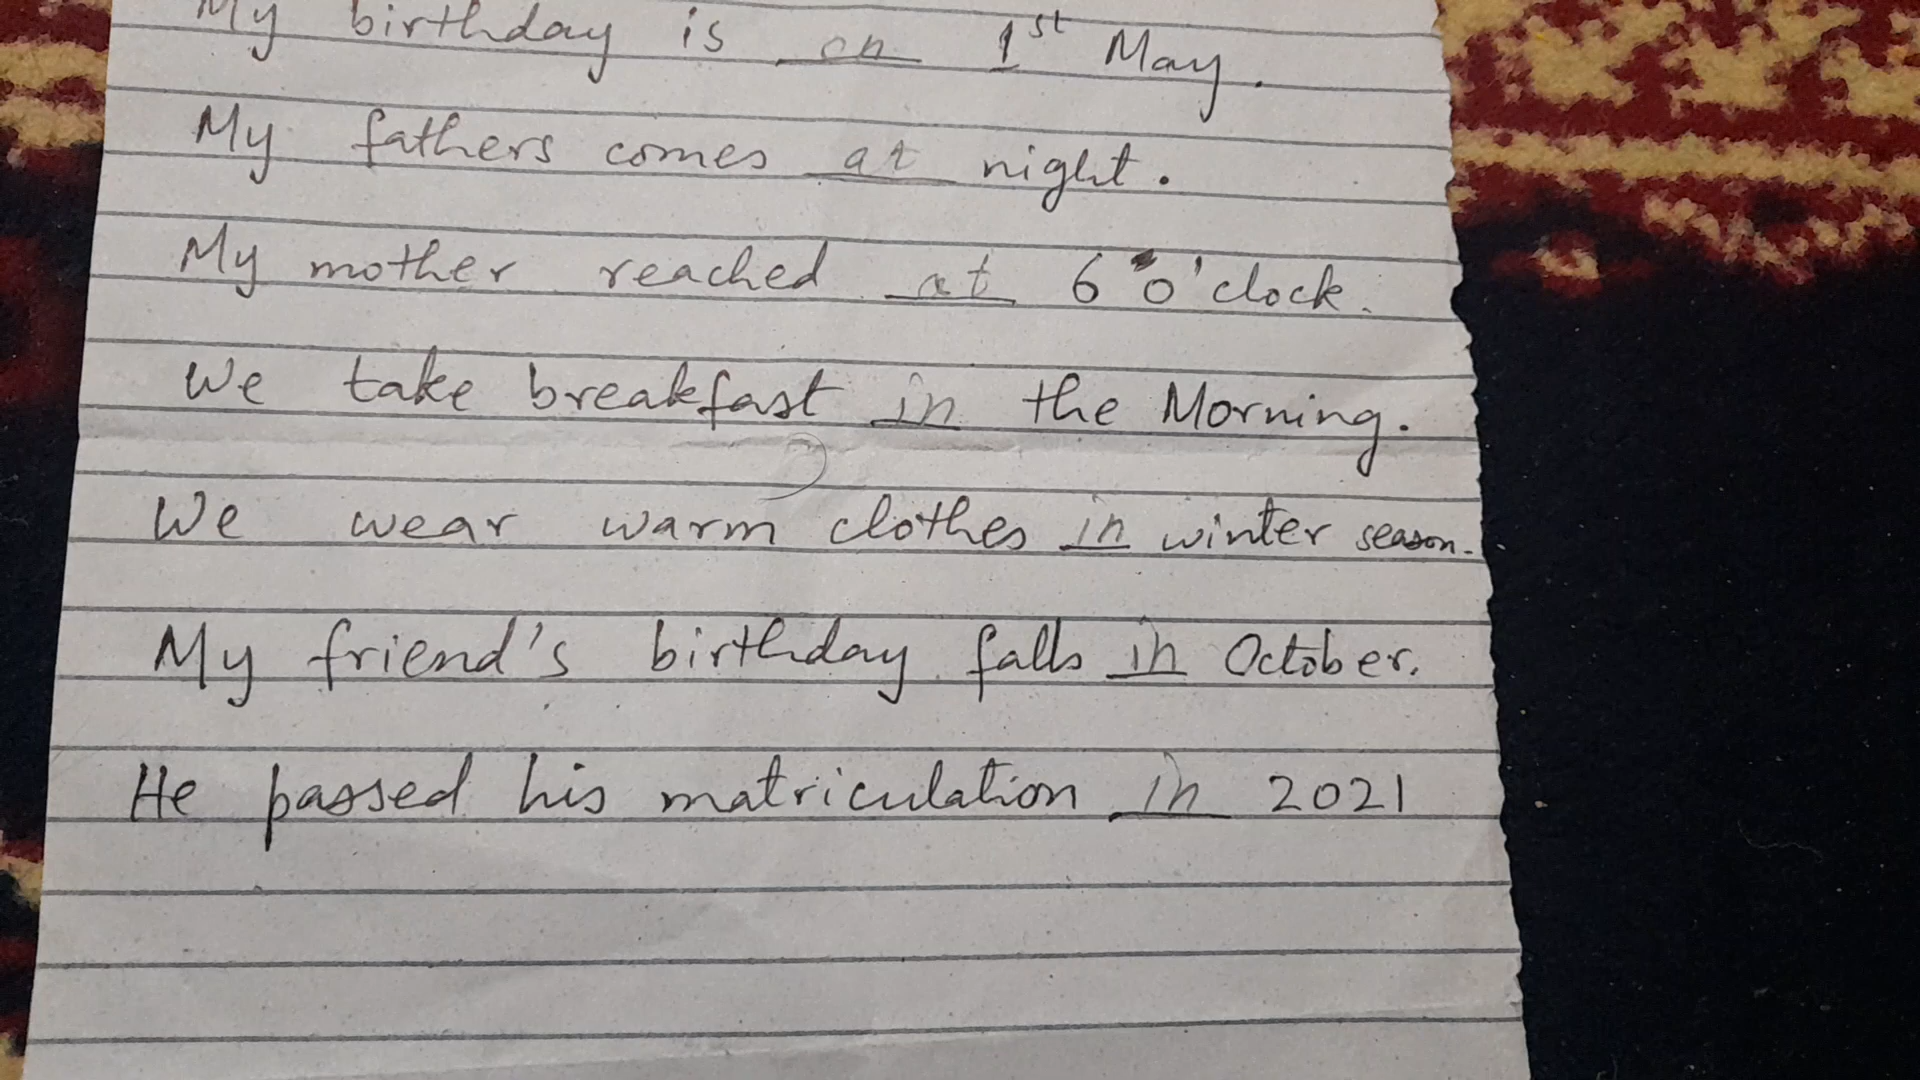 My birthday is on 1st May.
My fathers comes at night.
My mother reached at 6 o'clock.
We take breakfast in the Morning.
We wear warm clothes in winter season.
My friend's birthday falls in October.
He passed his matriculation in 2021